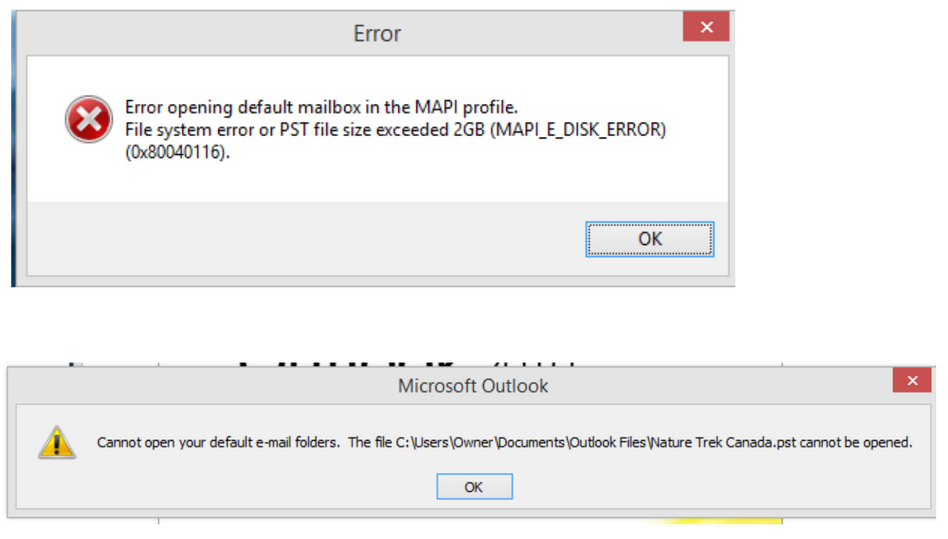 Error
Error opening default mailbox in the MAPI profile.
File system error or PST file size exceeded 2GB (MAPI_E_DISK_ERROR)
(0x80040116).
OK
Microsoft Outlook
Cannot open your default e-mail folders.  The file C:\Users\Owner\Documents\Outlook Files\Nature Trek Canada.pst cannot be opened.
OK